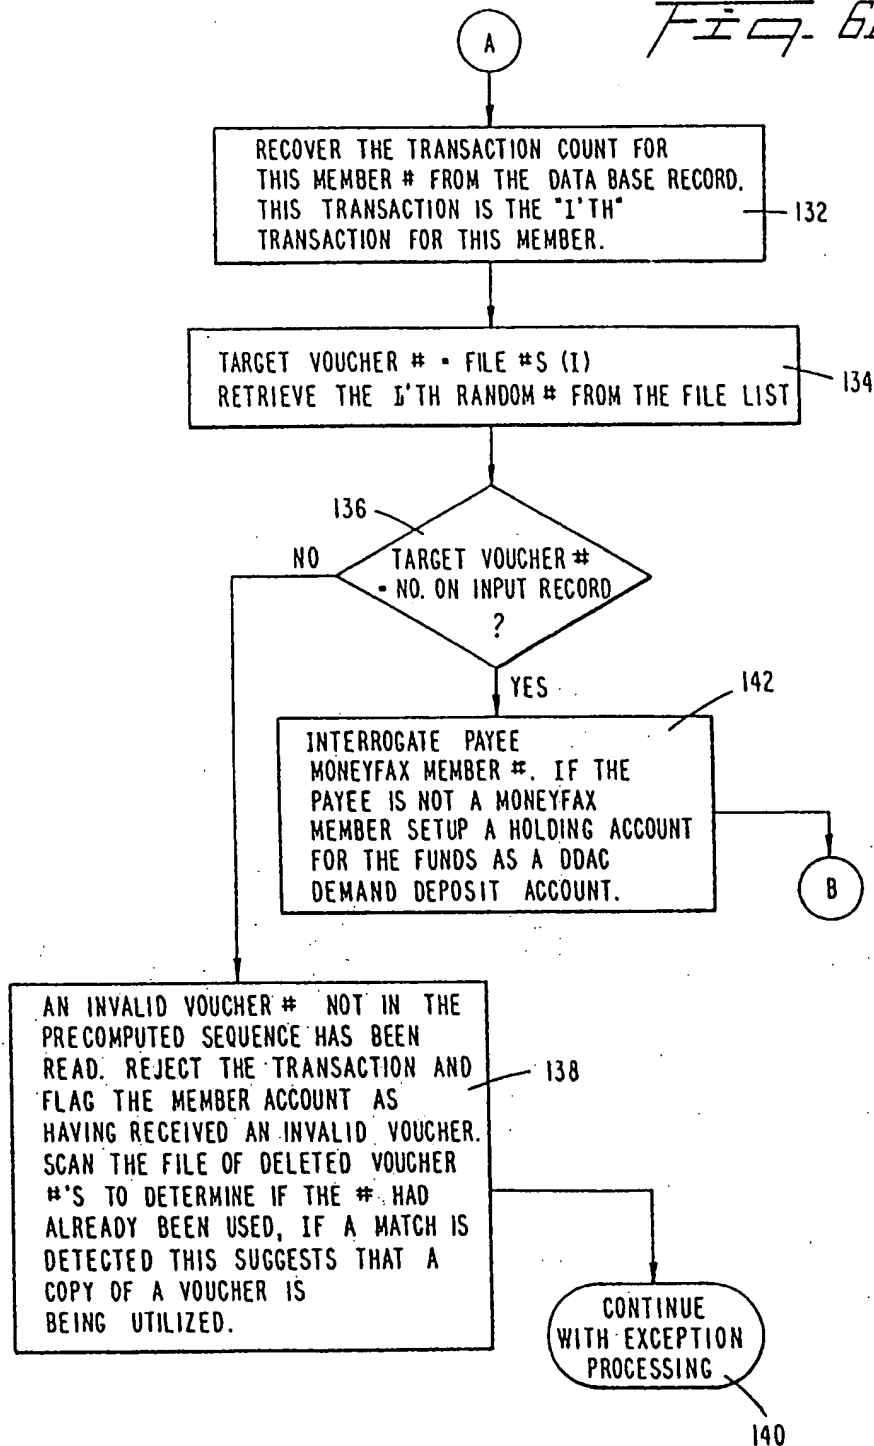 Fig. 6
A
RECOVER THE TRANSACTION COUNT FOR
THIS MEMBER # FROM THE DATA BASE RECORD.
THIS TRANSACTION IS THE "I'TH"
TRANSACTION FOR THIS MEMBER.
132
TARGET VOUCHER # = FILE #S (I)
RETRIEVE THE I'TH RANDOM # FROM THE FILE LIST
134
136
NO
TARGET VOUCHER #
= NO. ON INPUT RECORD
?
YES
142
INTERROGATE PAYEE
MONEYFAX MEMBER #. IF THE
PAYEE IS NOT A MONEYFAX
MEMBER SETUP A HOLDING ACCOUNT
FOR THE FUNDS AS A DDAC
DEMAND DEPOSIT ACCOUNT.
B
AN INVALID VOUCHER # NOT IN THE
PRECOMPUTED SEQUENCE HAS BEEN
READ. REJECT THE TRANSACTION AND
FLAG THE MEMBER ACCOUNT AS
HAVING RECEIVED AN INVALID VOUCHER.
SCAN THE FILE OF DELETED VOUCHER
#'S TO DETERMINE IF THE # HAD
ALREADY BEEN USED, IF A MATCH IS
DETECTED THIS SUGGESTS THAT A
COPY OF A VOUCHER IS
BEING UTILIZED.
138
CONTINUE
WITH EXCEPTION
PROCESSING
140